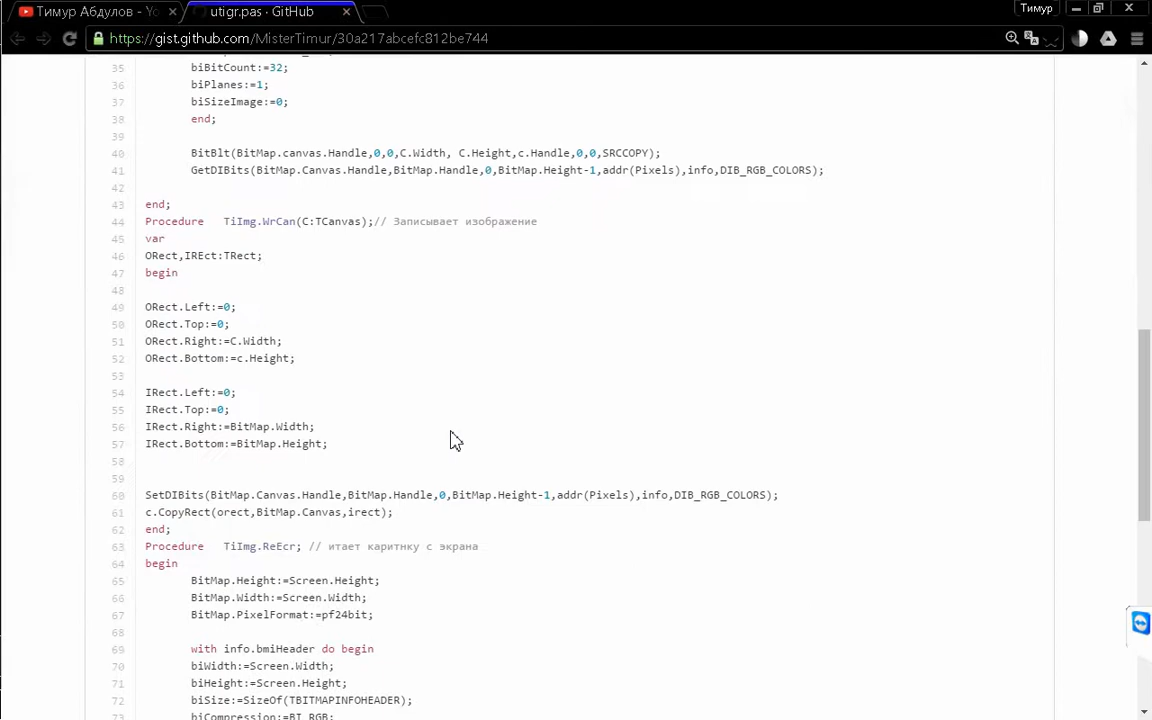 Тимур Абдулов - Yo
utigr.pas · GitHub
Тимур
https://gist.github.com/MisterTimur/30a217abcefc812be744
35 biBitCount:=32;
36 biPlanes:=1;
37 biSizeImage:=0;
38 end;
39
40 BitBlt(BitMap.canvas.Handle,0,0,C.Width, C.Height,c.Handle,0,0,SRCCOPY);
41 GetDIBits(BitMap.Canvas.Handle,BitMap.Handle,0,BitMap.Height-1,addr(Pixels),info,DIB_RGB_COLORS);
42
43 end;
44 Procedure TiImg.WrCan(C:TCanvas);// Записывает изображение
45 var
46 ORect,IREct:TRect;
47 begin
48
49 ORect.Left:=0;
50 ORect.Top:=0;
51 ORect.Right:=C.Width;
52 ORect.Bottom:=c.Height;
53
54 IRect.Left:=0;
55 IRect.Top:=0;
56 IRect.Right:=BitMap.Width;
57 IRect.Bottom:=BitMap.Height;
58
59
60 SetDIBits(BitMap.Canvas.Handle,BitMap.Handle,0,BitMap.Height-1,addr(Pixels),info,DIB_RGB_COLORS);
61 c.CopyRect(orect,BitMap.Canvas,irect);
62 end;
63 Procedure TiImg.ReEcr; // итает каритнку с экрана
64 begin
65 BitMap.Height:=Screen.Height;
66 BitMap.Width:=Screen.Width;
67 BitMap.PixelFormat:=pf24bit;
68
69 with info.bmiHeader do begin
70 biWidth:=Screen.Width;
71 biHeight:=Screen.Height;
72 biSize:=SizeOf(TBITMAPINFOHEADER);
73 biCompression:=BI_RGB;